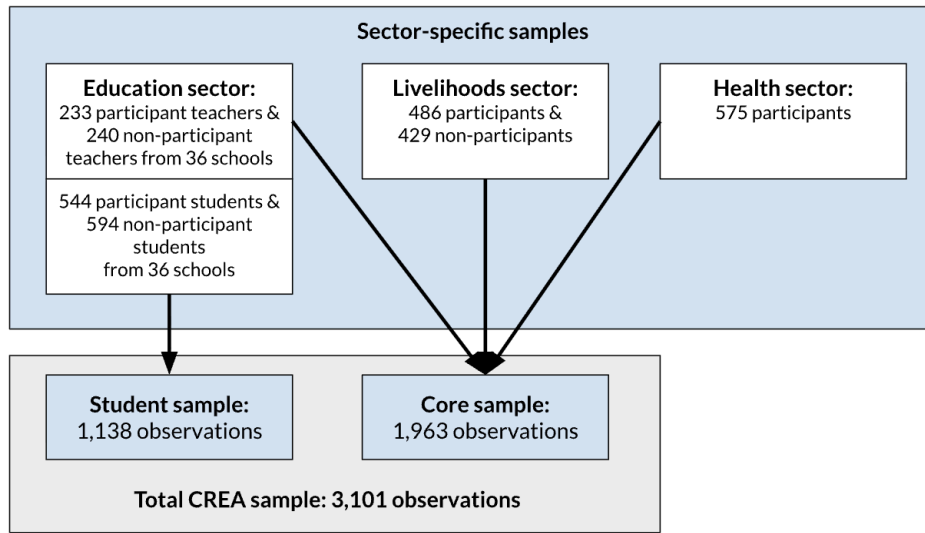 Sector-specific samples
Education sector:
233 participant teachers &
240 non-participant
teachers from 36 schools
544 participant students &
594 non-participant
students
from 36 schools
Livelihoods sector:
486 participants &
429 non-participants
Health sector:
575 participants
Student sample:
1,138 observations
Core sample:
1,963 observations
Total CREA sample: 3,101 observations